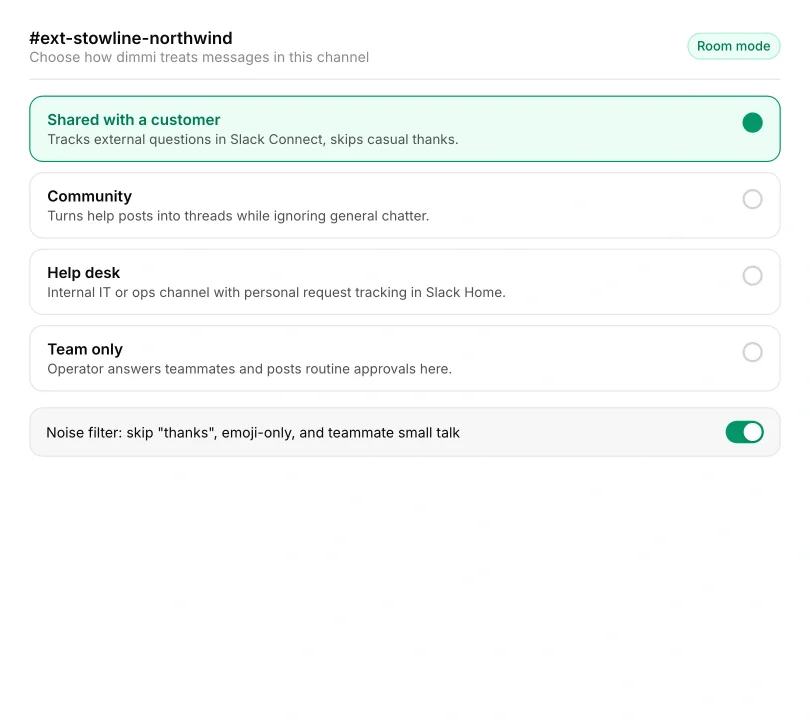 #ext-stowline-northwind
Choose how dimmi treats messages in this channel
Room mode
Shared with a customer
Tracks external questions in Slack Connect, skips casual thanks.
Community
Turns help posts into threads while ignoring general chatter.
Help desk
Internal IT or ops channel with personal request tracking in Slack Home.
Team only
Operator answers teammates and posts routine approvals here.
Noise filter: skip "thanks", emoji-only, and teammate small talk